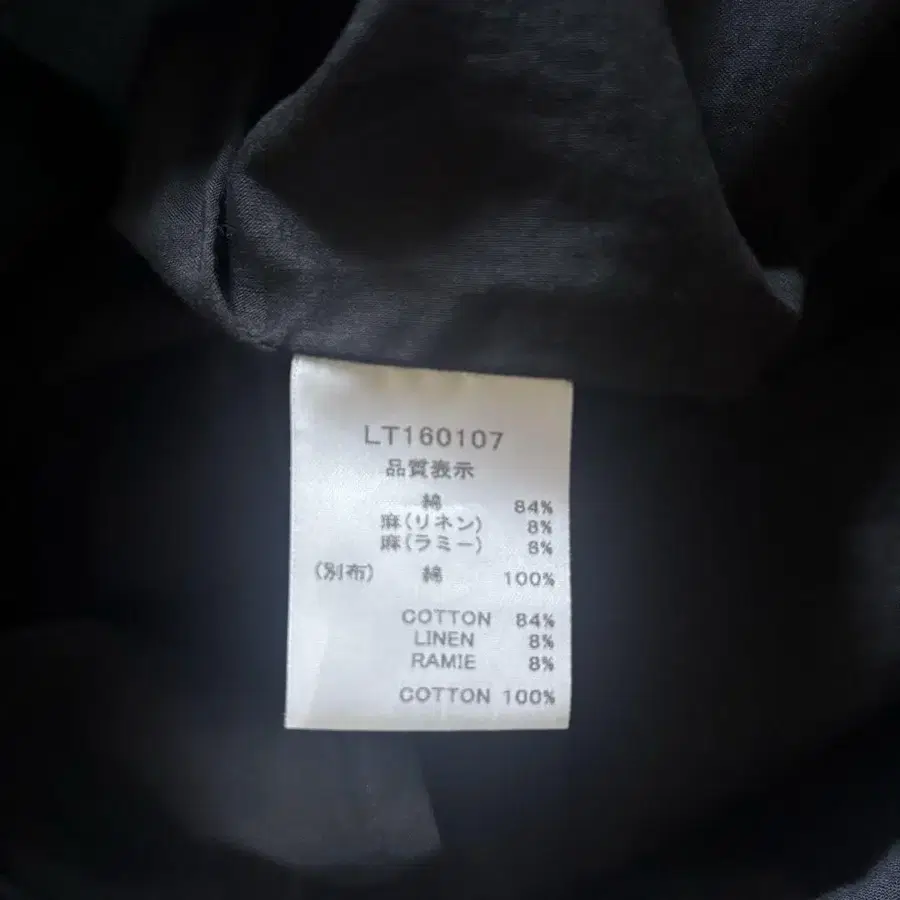 LT160107
品質表示
綿 84%
麻(リネン) 8%
麻(ラミー) 8%
(別布) 綿 100%
COTTON 84%
LINEN 8%
RAMIE 8%
COTTON 100%